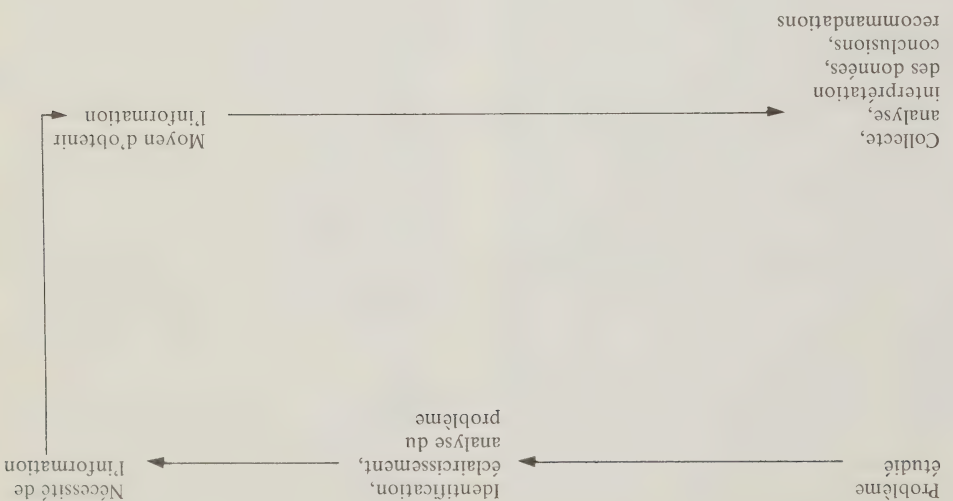 Problème
étudié
Identification,
éclaircissement,
analyse du
problème
Nécessité de
l'information
Moyen d'obtenir
l'information
Collecte,
analyse,
interprétation
des données,
conclusions,
recommandations